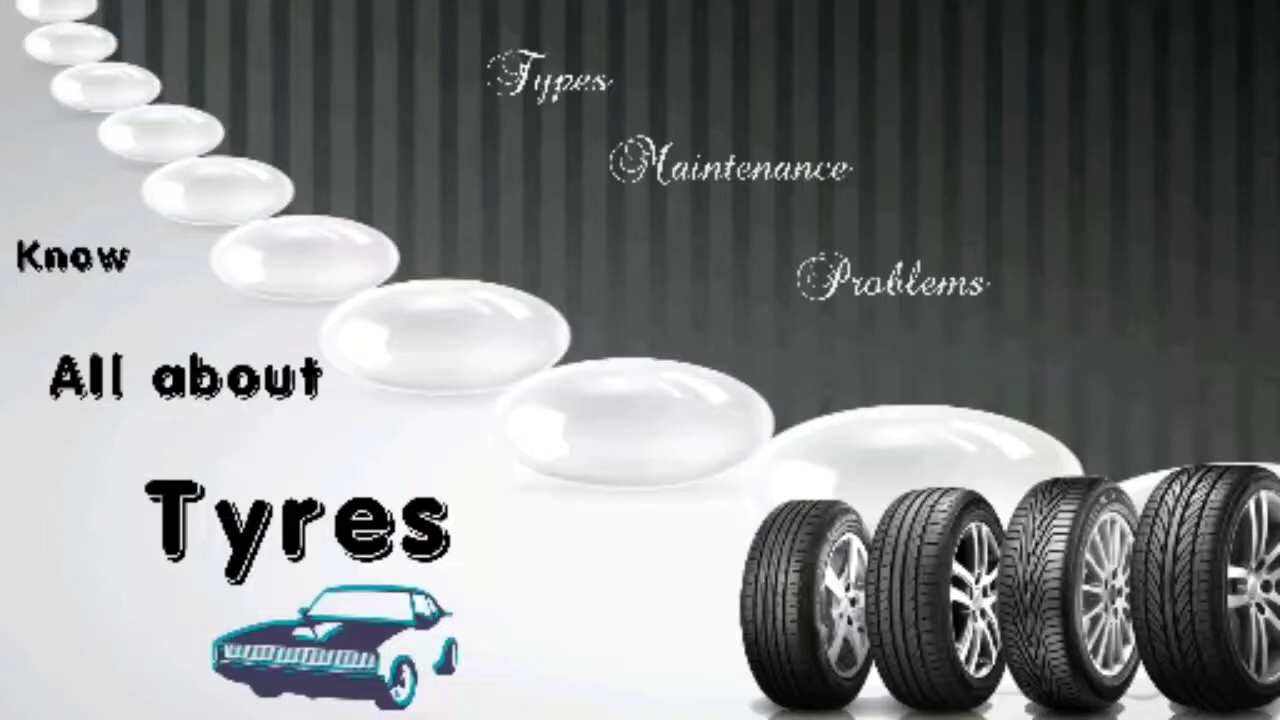 Types
Maintenance
Problems
Know
All about
Tyres